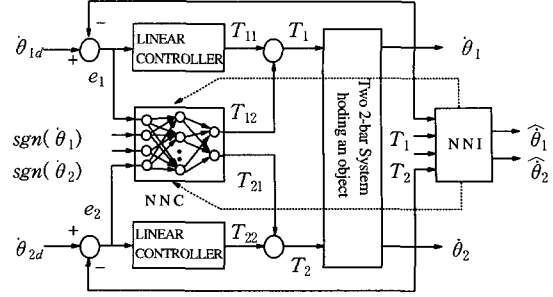 −
θ̇1d
+
e1
LINEAR
CONTROLLER
T11
T1
θ̇1
T12
sgn(θ̇1)
sgn(θ̇2)
NNC
T21
Two 2-bar System
hoding an object
T1
T2
NNI
θ̇̂1
θ̇̂2
e2
θ̇2d
+
−
LINEAR
CONTROLLER
T22
T2
θ̇2